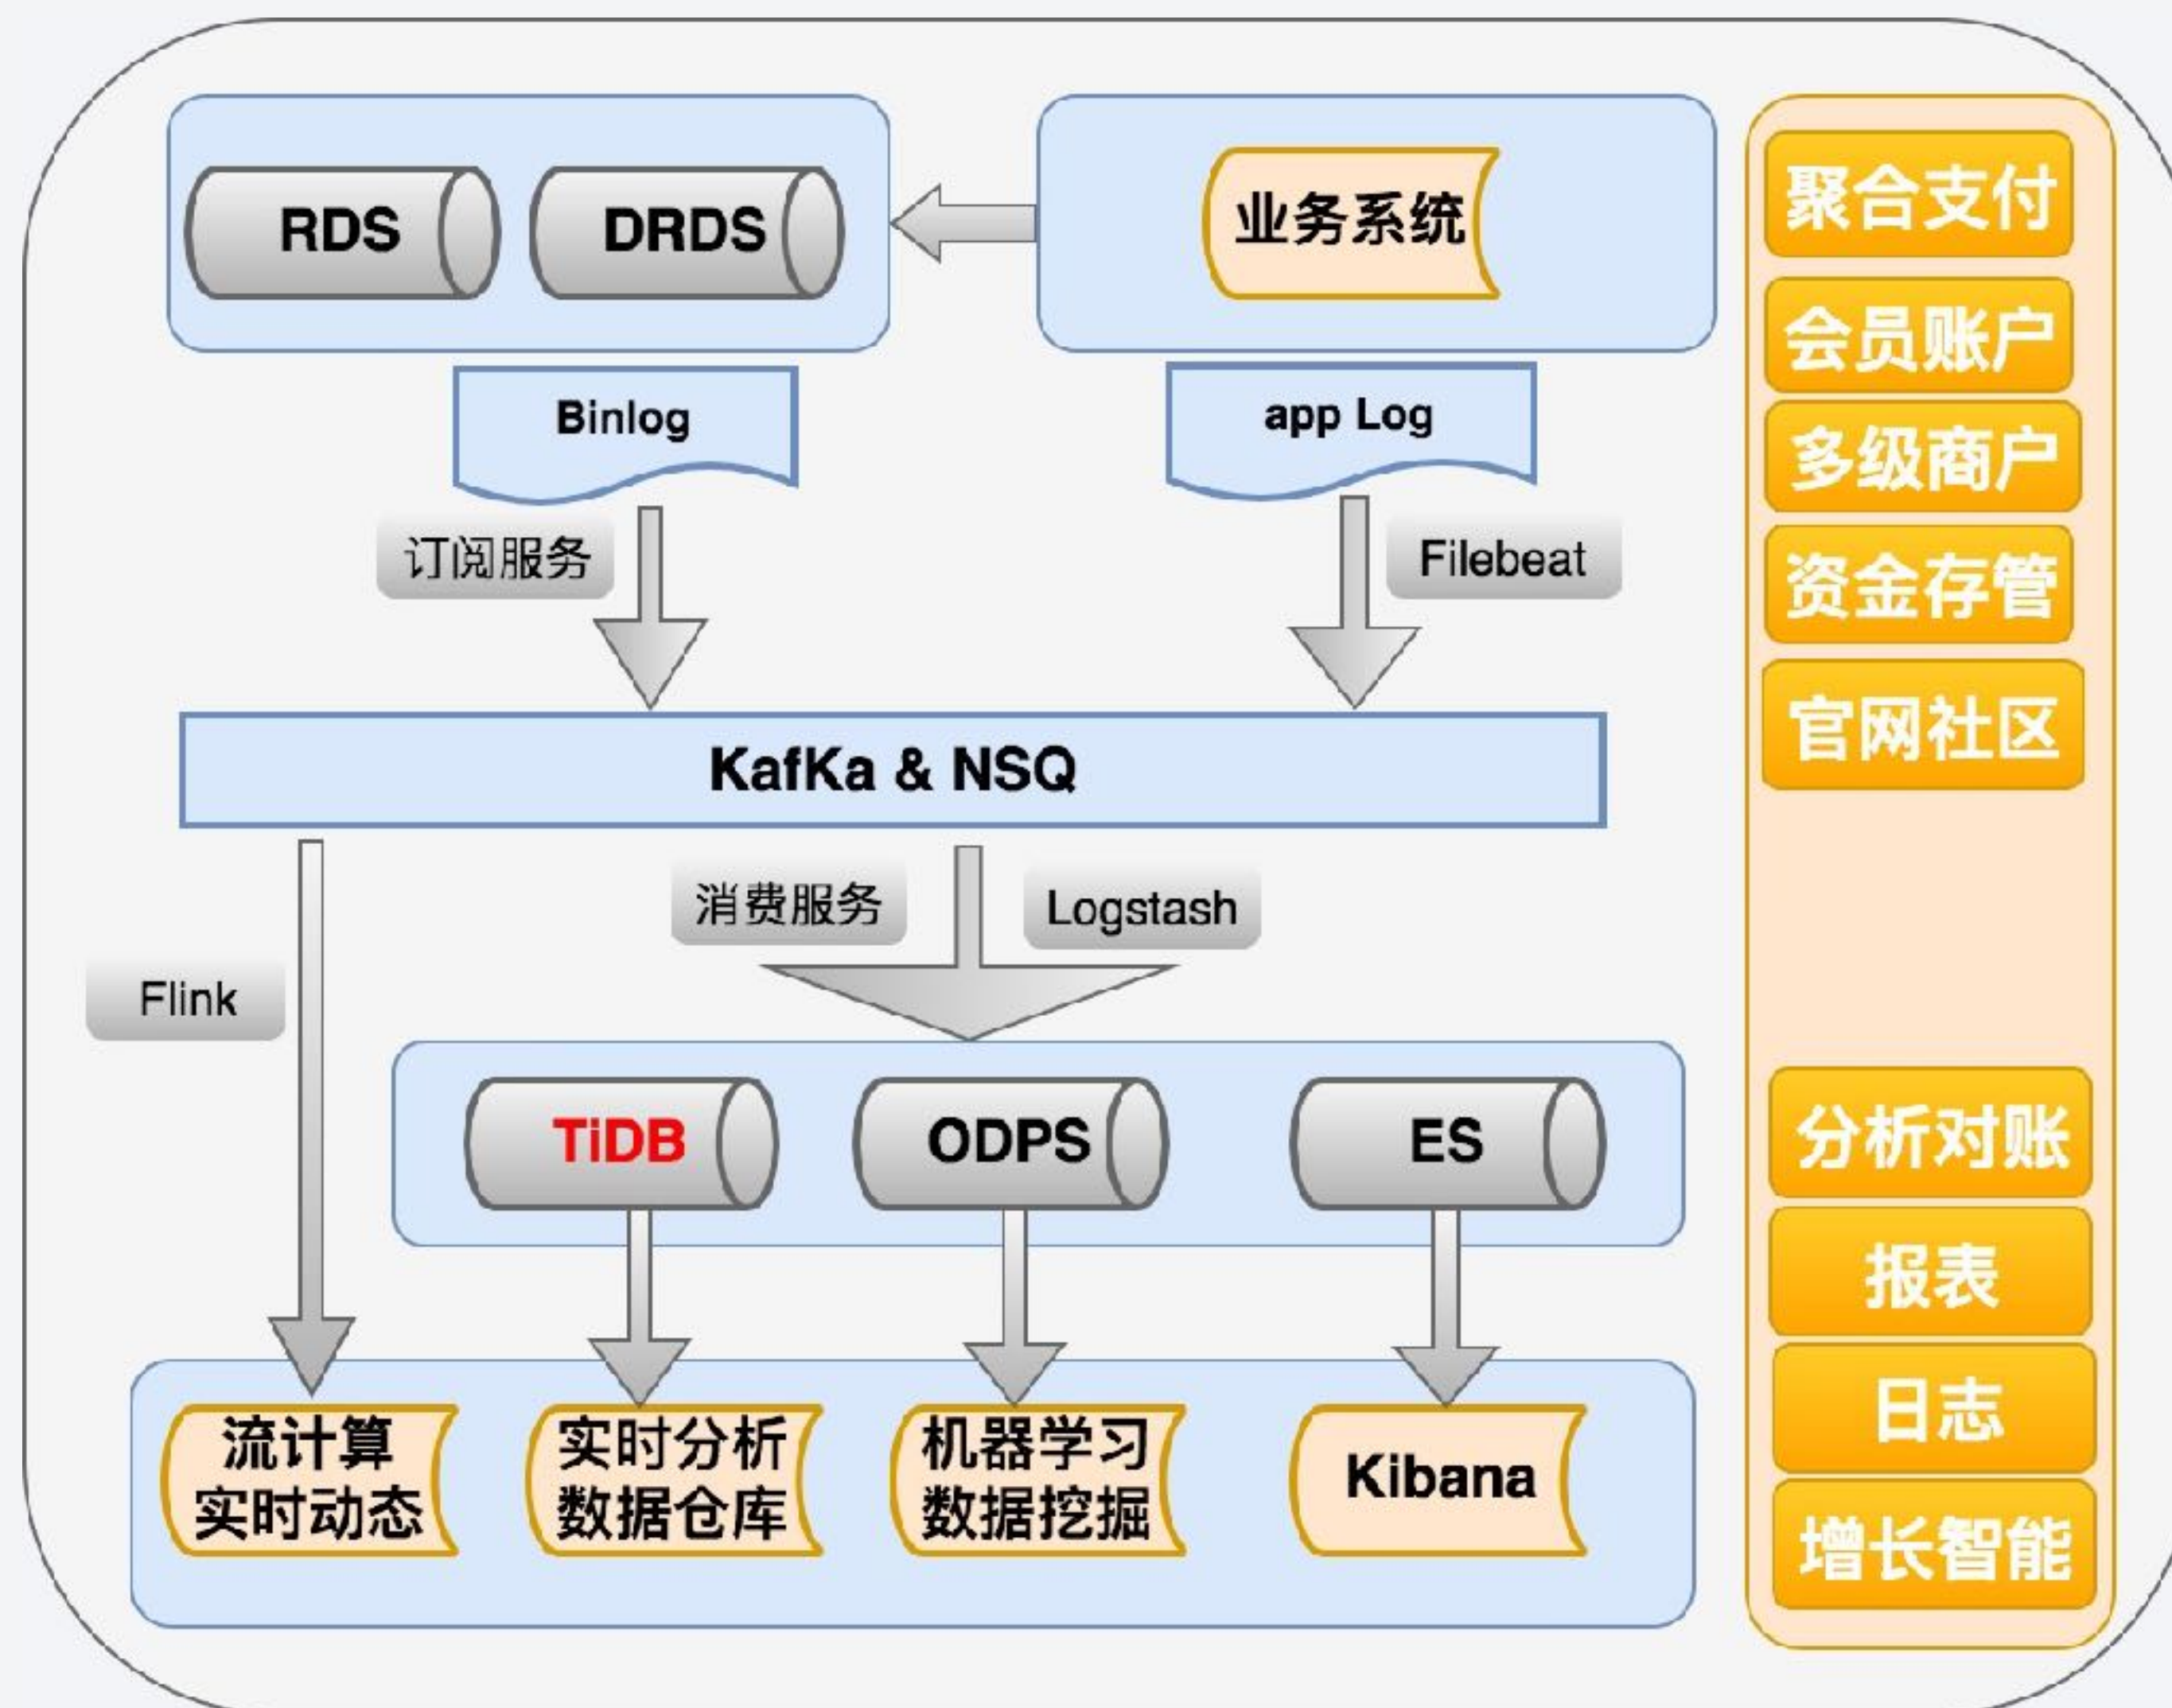 RDS
DRDS
业务系统
Binlog
app Log
订阅服务
Filebeat
KafKa & NSQ
消费服务
Logstash
Flink
TiDB
ODPS
ES
流计算
实时动态
实时分析
数据仓库
机器学习
数据挖掘
Kibana
聚合支付
会员账户
多级商户
资金存管
官网社区
分析对账
报表
日志
增长智能